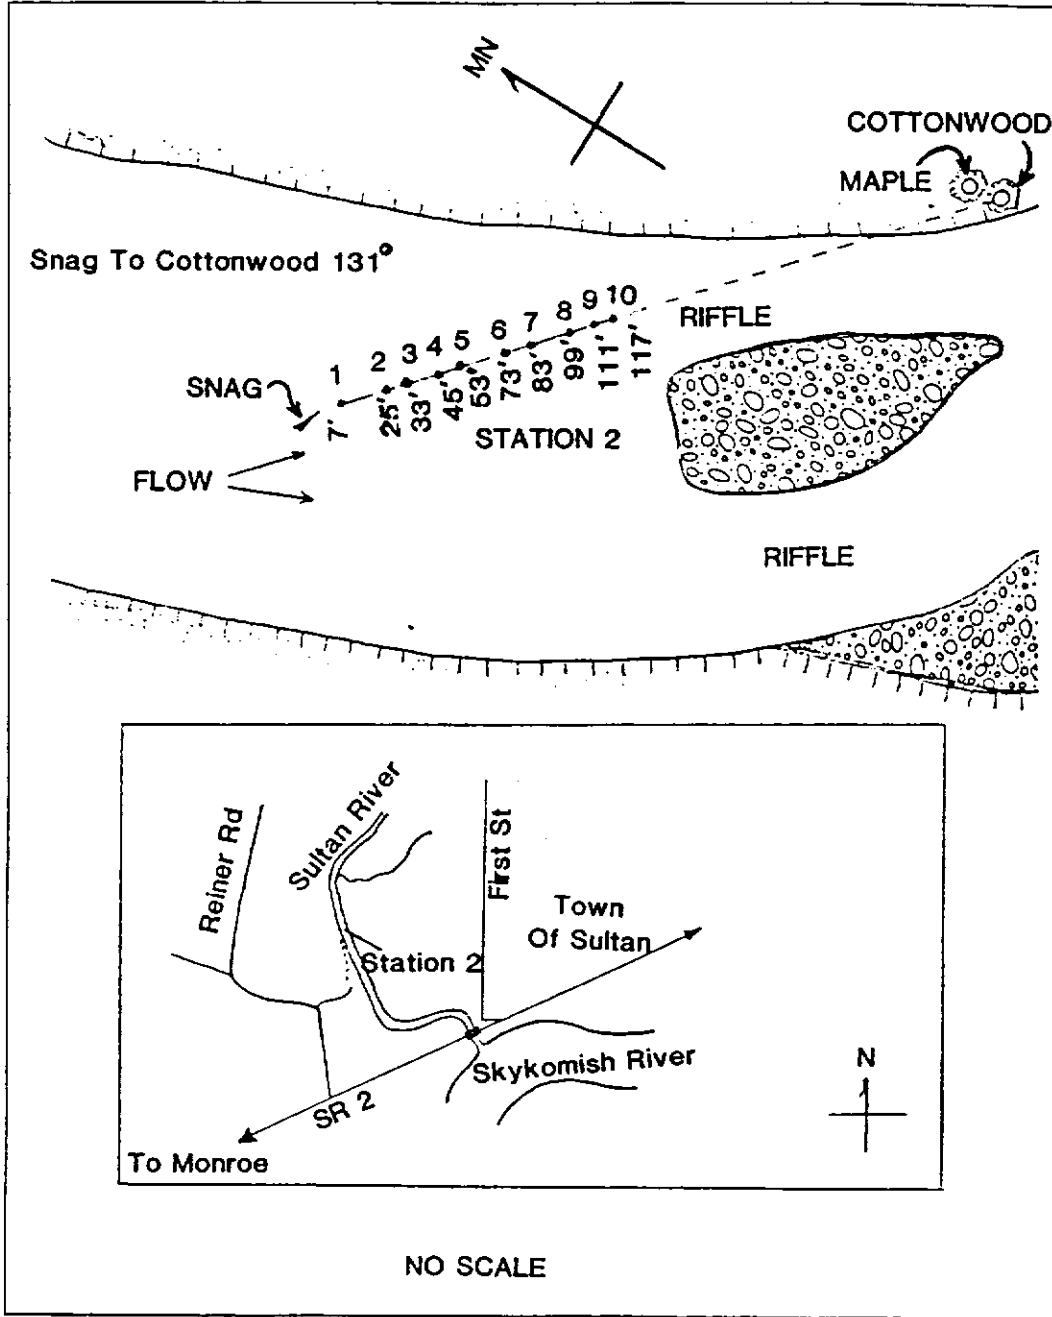 MN
COTTONWOOD
MAPLE
Snag To Cottonwood 131°
1 2 3 4 5 6 7 8 9 10
RIFFLE
SNAG
7' 25' 33' 45' 53' 73' 83' 99' 111' 117'
STATION 2
FLOW
RIFFLE
Reiner Rd
Sultan River
First St
Town
Of Sultan
Station 2
Skykomish River
SR 2
N
To Monroe
NO SCALE